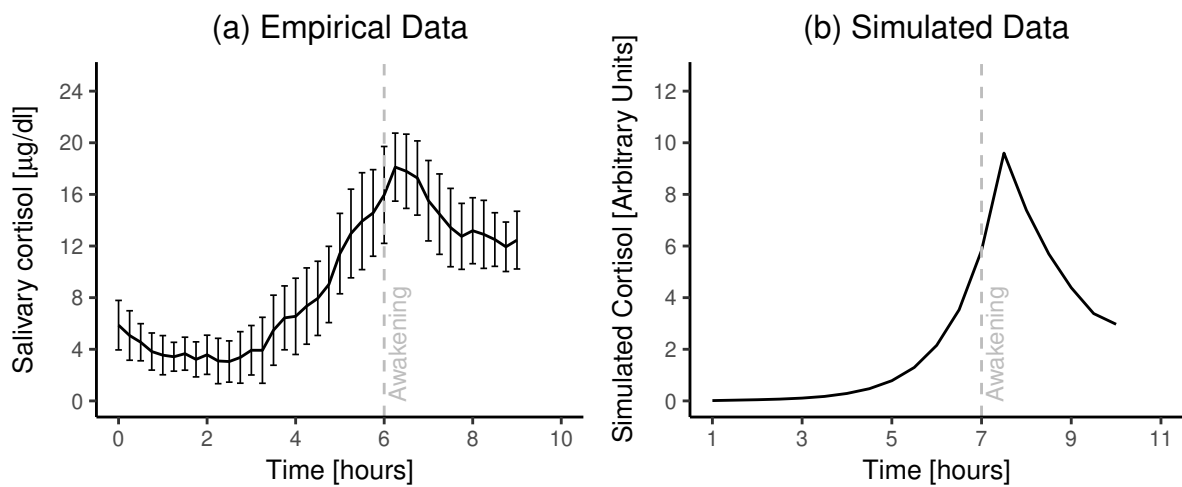 (a) Empirical Data
Salivary cortisol [µg/dl]
24
20
16
12
8
4
0
Awakening
0 2 4 6 8 10
Time [hours]
(b) Simulated Data
Simulated Cortisol [Arbitrary Units]
12
10
8
6
4
2
0
Awakening
1 3 5 7 9 11
Time [hours]